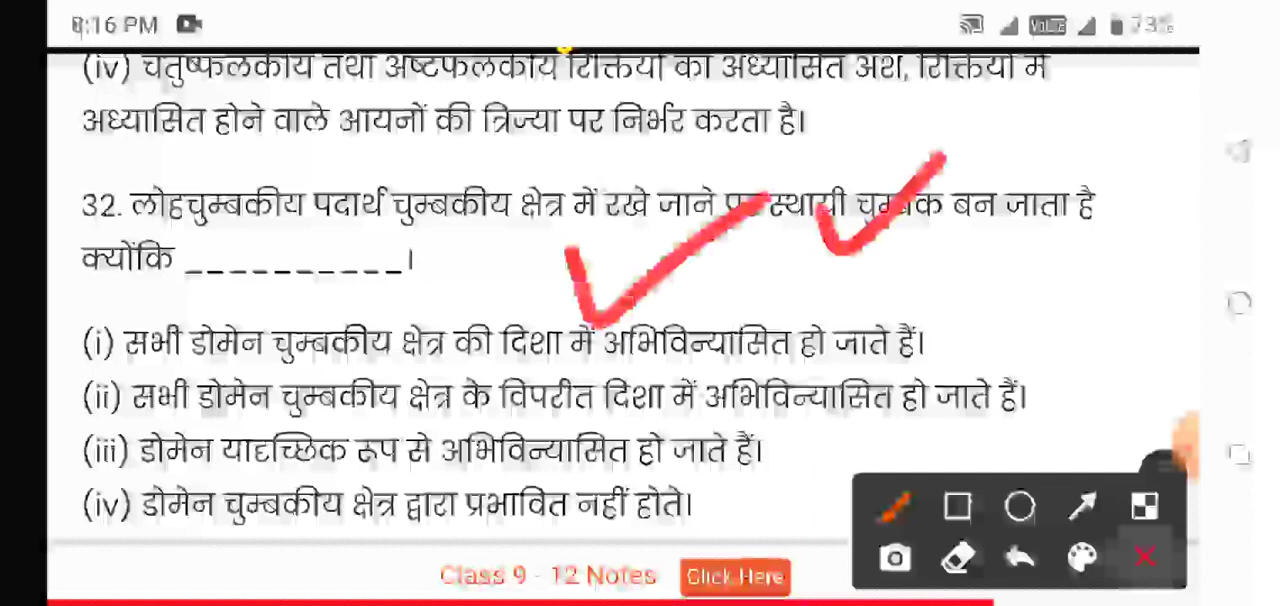 8:16 PM 73%
(iv) चतुष्फलकीय तथा अष्टफलकीय रिक्तियों का अध्यासित अंश, रिक्तियों में
अध्यासित होने वाले आयनों की त्रिज्या पर निर्भर करता है।
32. लोहचुम्बकीय पदार्थ चुम्बकीय क्षेत्र में रखे जाने पर स्थायी चुम्बक बन जाता है
क्योंकि __________।
(i) सभी डोमेन चुम्बकीय क्षेत्र की दिशा में अभिविन्यासित हो जाते हैं।
(ii) सभी डोमेन चुम्बकीय क्षेत्र के विपरीत दिशा में अभिविन्यासित हो जाते हैं।
(iii) डोमेन यादृच्छिक रूप से अभिविन्यासित हो जाते हैं।
(iv) डोमेन चुम्बकीय क्षेत्र द्वारा प्रभावित नहीं होते।
Class 9 - 12 Notes Click Here